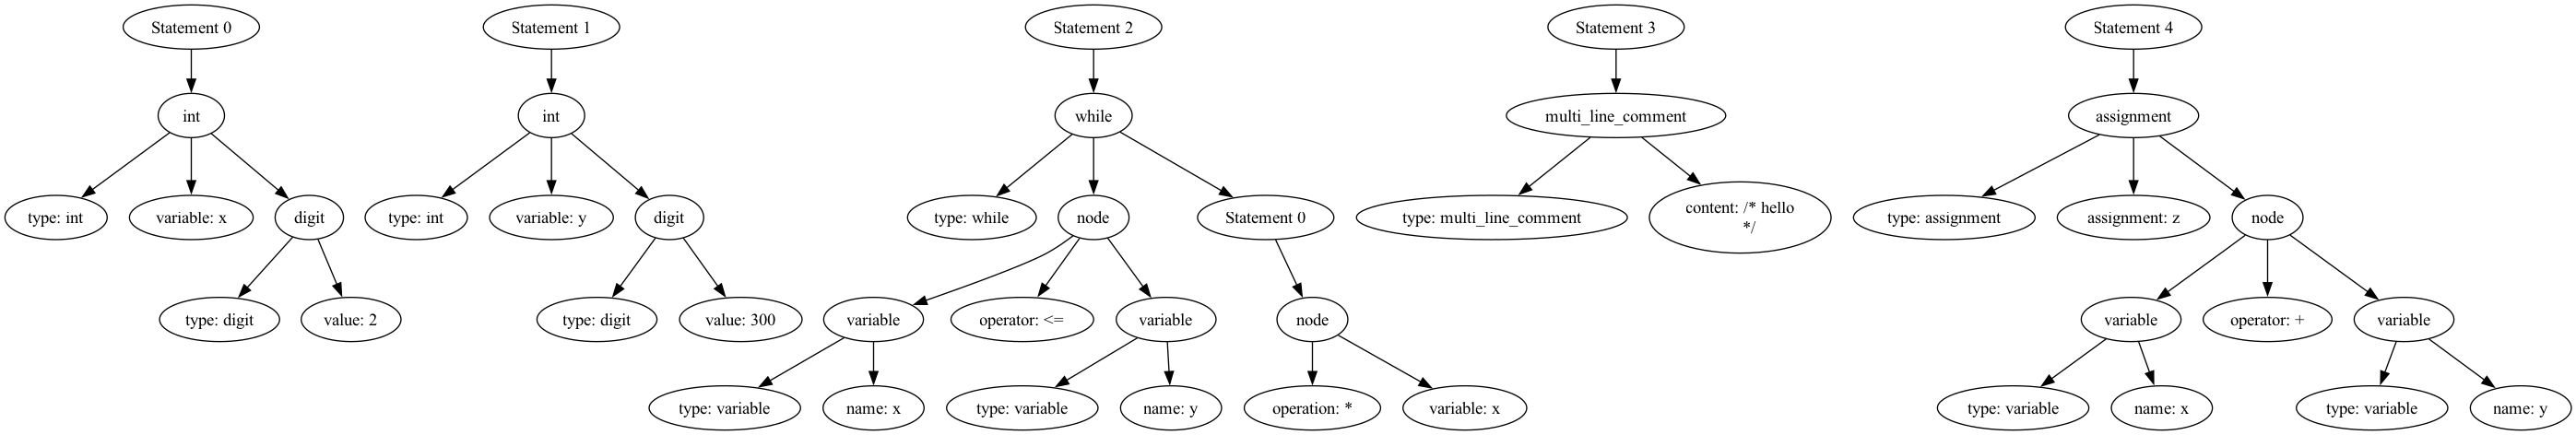 Statement 0
Statement 1
Statement 2
Statement 3
Statement 4
int
int
while
multi_line_comment
assignment
type: int
variable: x
digit
type: int
variable: y
digit
type: while
node
Statement 0
type: multi_line_comment
content: /* hello
*/
type: assignment
assignment: z
node
type: digit
value: 2
type: digit
value: 300
variable
operator: <=
variable
node
variable
operator: +
variable
type: variable
name: x
type: variable
name: y
operation: *
variable: x
type: variable
name: x
type: variable
name: y